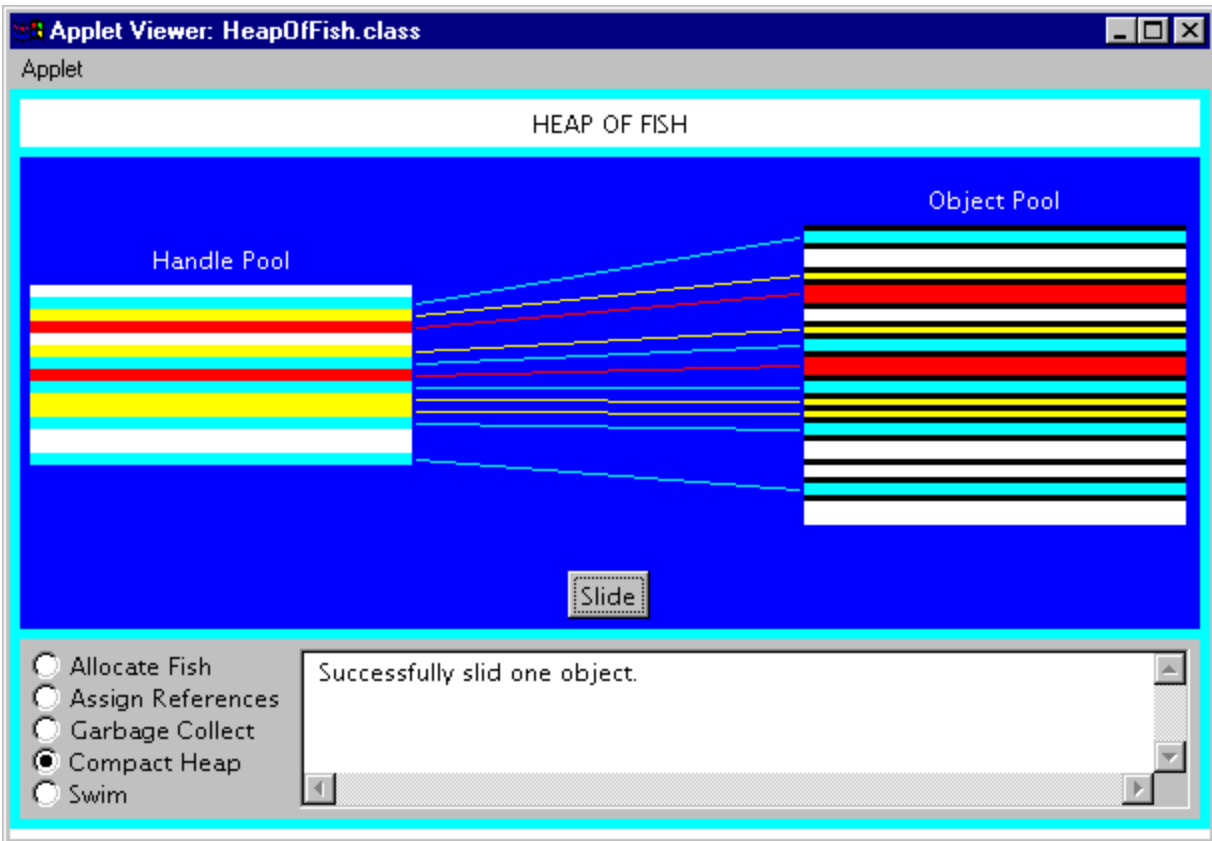 Applet Viewer: HeapOfFish.class
Applet
HEAP OF FISH
Object Pool
Handle Pool
Slide
Allocate Fish
Assign References
Garbage Collect
Compact Heap
Swim
Successfully slid one object.